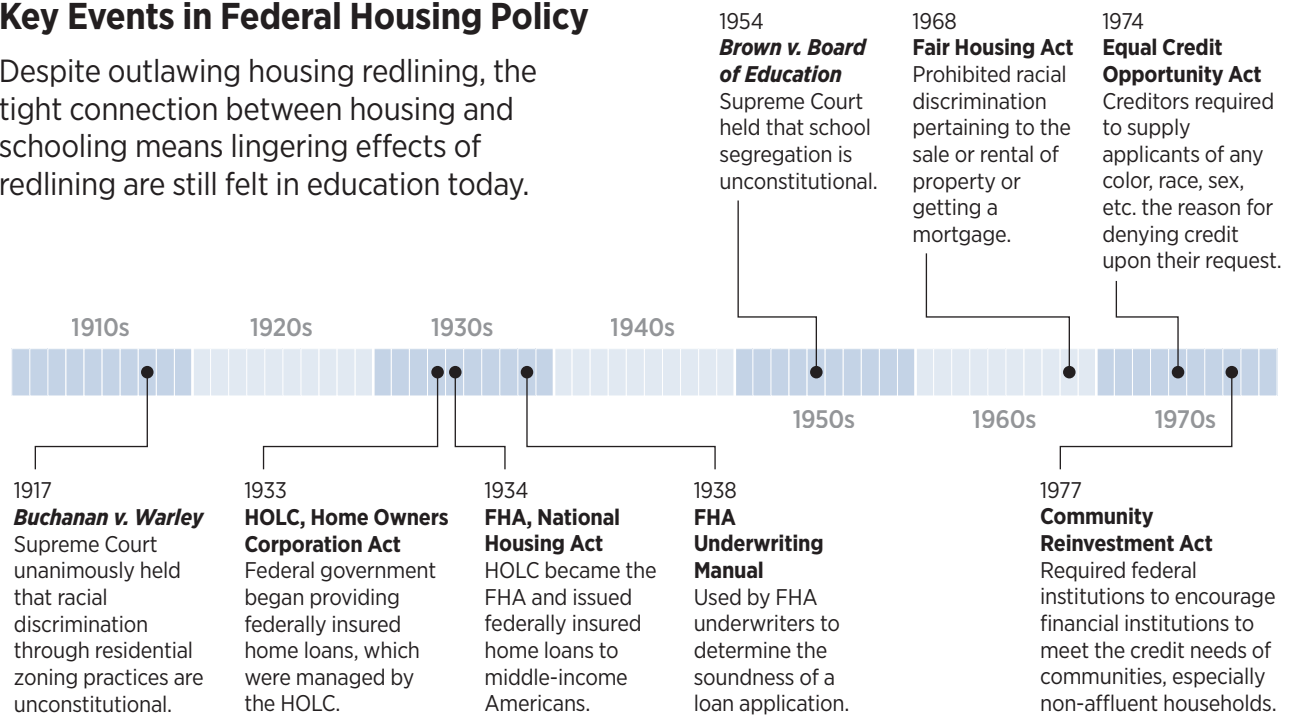 Key Events in Federal Housing Policy
Despite outlawing housing redlining, the
tight connection between housing and
schooling means lingering effects of
redlining are still felt in education today.
1954
Brown v. Board
of Education
Supreme Court
held that school
segregation is
unconstitutional.
1968
Fair Housing Act
Prohibited racial
discrimination
pertaining to the
sale or rental of
property or
getting a
mortgage.
1974
Equal Credit
Opportunity Act
Creditors required
to supply
applicants of any
color, race, sex,
etc. the reason for
denying credit
upon their request.
1910s
1920s
1930s
1940s
1950s
1960s
1970s
1917
Buchanan v. Warley
Supreme Court
unanimously held
that racial
discrimination
through residential
zoning practices are
unconstitutional.
1933
HOLC, Home Owners
Corporation Act
Federal government
began providing
federally insured
home loans, which
were managed by
the HOLC.
1934
FHA, National
Housing Act
HOLC became the
FHA and issued
federally insured
home loans to
middle-income
Americans.
1938
FHA
Underwriting
Manual
Used by FHA
underwriters to
determine the
soundness of a
loan application.
1977
Community
Reinvestment Act
Required federal
institutions to encourage
financial institutions to
meet the credit needs of
communities, especially
non-affluent households.